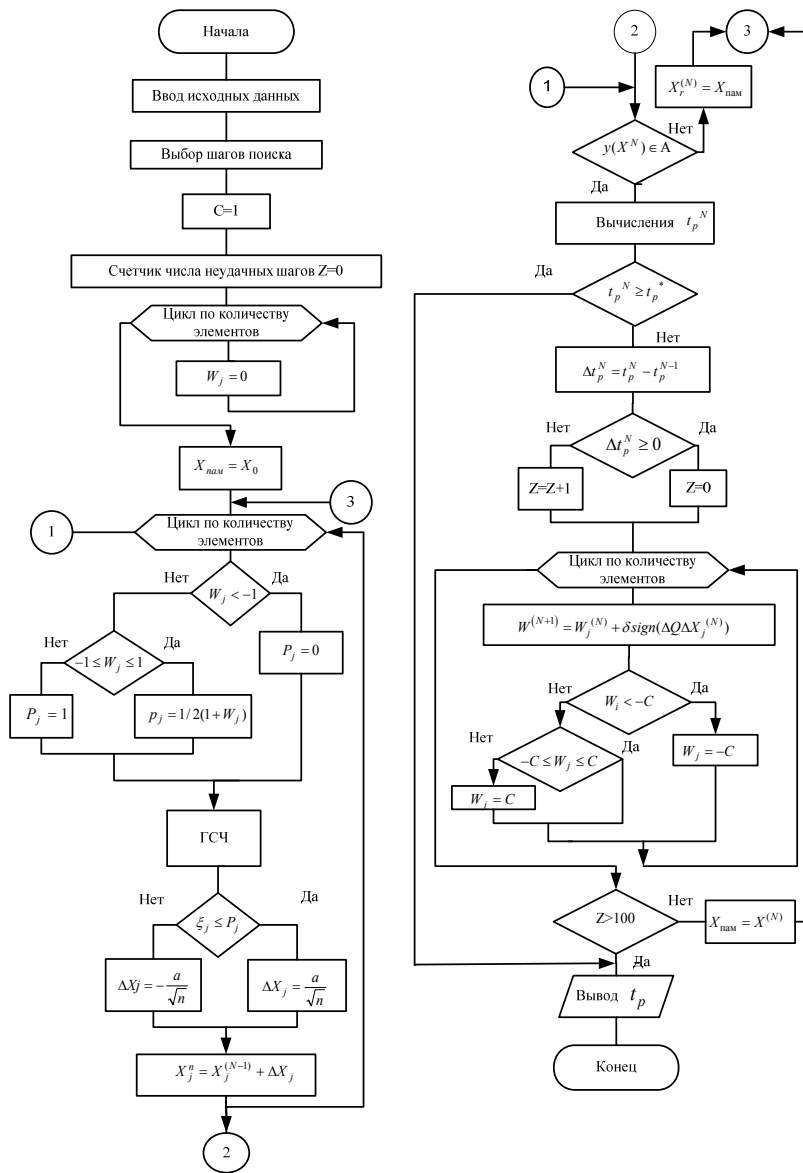 Начала
Ввод исходных данных
Выбор шагов поиска
C=1
Счетчик числа неудачных шагов Z=0
Цикл по количеству
элементов
W_j = 0
X_пам = X_0
3
1
Цикл по количеству
элементов
Нет
Да
W_j < -1
Нет
Да
-1 ≤ W_j ≤ 1
P_j = 0
P_j = 1
p_j = 1/2(1+W_j)
ГСЧ
Нет
Да
ξ_j ≤ P_j
ΔXj = -a/√n
ΔX_j = a/√n
X_j^n = X_j^(N-1) + ΔX_j
2
2
3
1
X_r^(N) = X_пам
Нет
y(X^N) ∈ A
Да
Вычисления t_p^N
Да
t_p^N ≥ t_p^*
Нет
Δt_p^N = t_p^N - t_p^(N-1)
Нет
Да
Δt_p^N ≥ 0
Z=Z+1
Z=0
Цикл по количеству
элементов
W^(N+1) = W_j^(N) + δsign(ΔQΔX_j^(N))
Нет
Да
W_i < -C
Нет
Да
-C ≤ W_j ≤ C
W_j = -C
W_j = C
Z>100
Нет
X_пам = X^(N)
Да
Вывод t_p
Конец